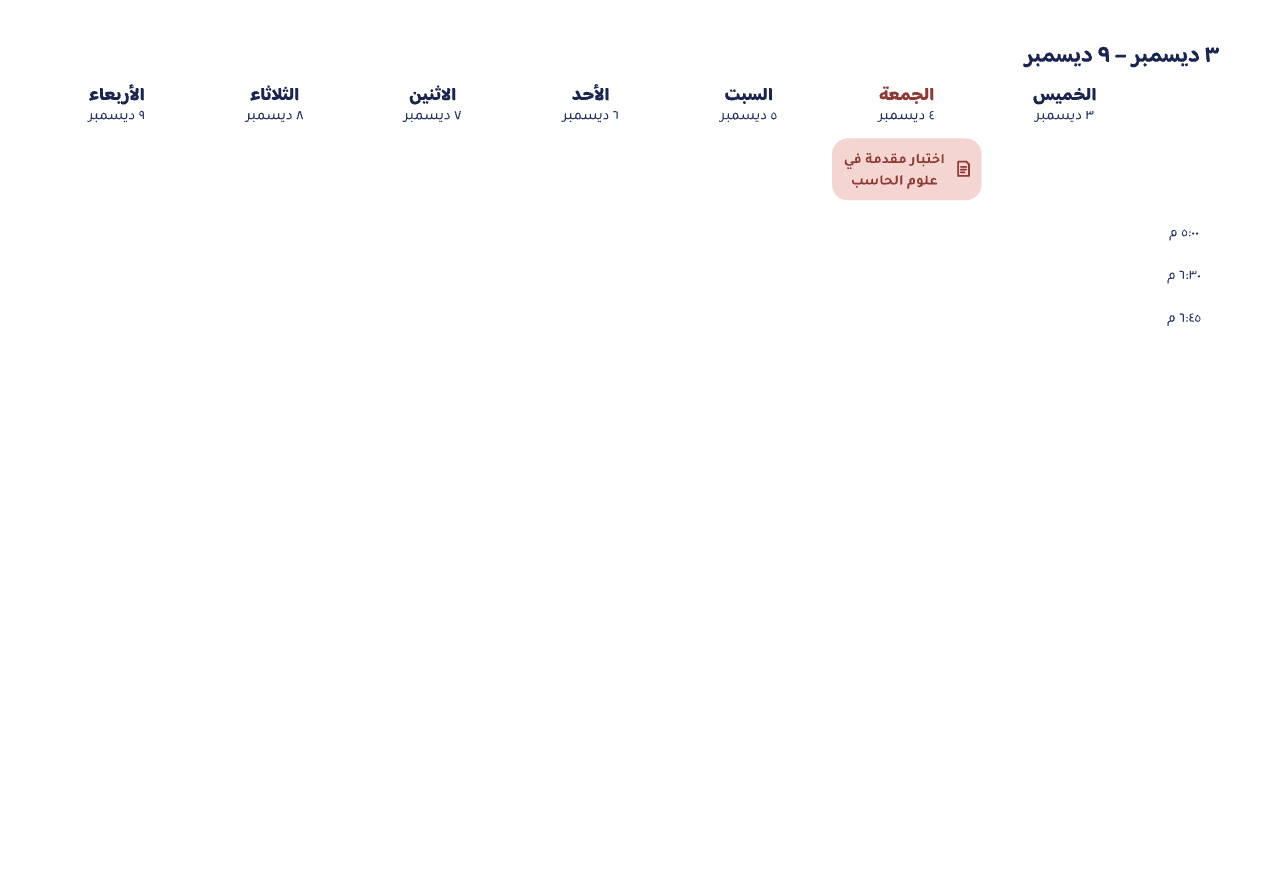 ٣ ديسمبر – ٩ ديسمبر
الخميس
٣ ديسمبر
الجمعة
٤ ديسمبر
السبت
٥ ديسمبر
الأحد
٦ ديسمبر
الاثنين
٧ ديسمبر
الثلاثاء
٨ ديسمبر
الأربعاء
٩ ديسمبر
اختبار مقدمة في
علوم الحاسب
٥:٠٠ م
٦:٣٠ م
٦:٤٥ م